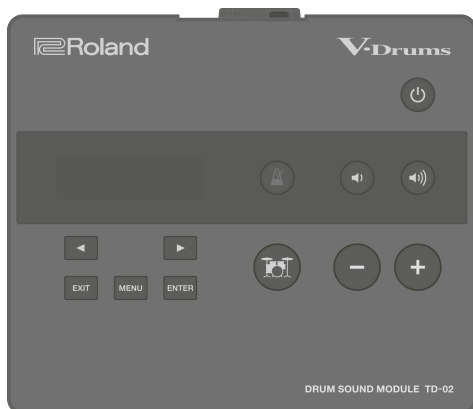 Roland
V-Drums
EXIT
MENU
ENTER
DRUM SOUND MODULE TD-02